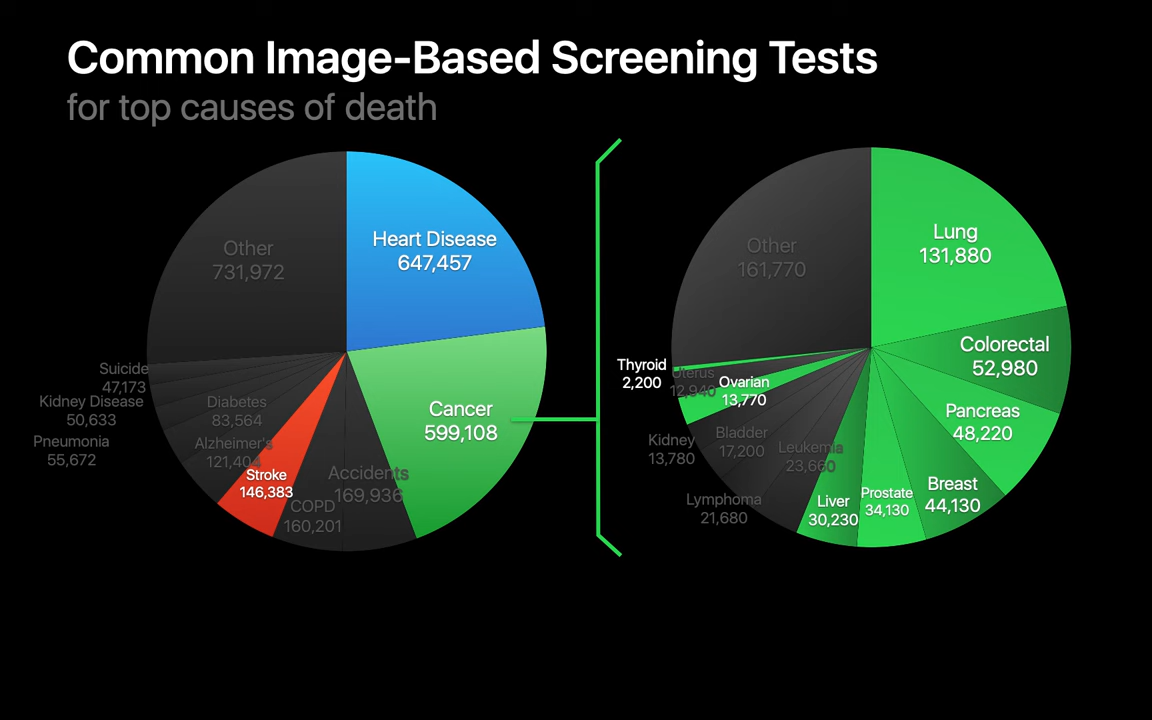 Common Image-Based Screening Tests
for top causes of death
Other
731,972
Heart Disease
647,457
Cancer
599,108
Accidents
169,936
COPD
160,201
Stroke
146,383
Alzheimer's
121,404
Diabetes
83,564
Pneumonia
55,672
Kidney Disease
50,633
Suicide
47,173
Other
161,770
Lung
131,880
Colorectal
52,980
Pancreas
48,220
Breast
44,130
Prostate
34,130
Liver
30,230
Leukemia
23,660
Lymphoma
21,680
Bladder
17,200
Kidney
13,780
Ovarian
13,770
Uterus
12,940
Thyroid
2,200